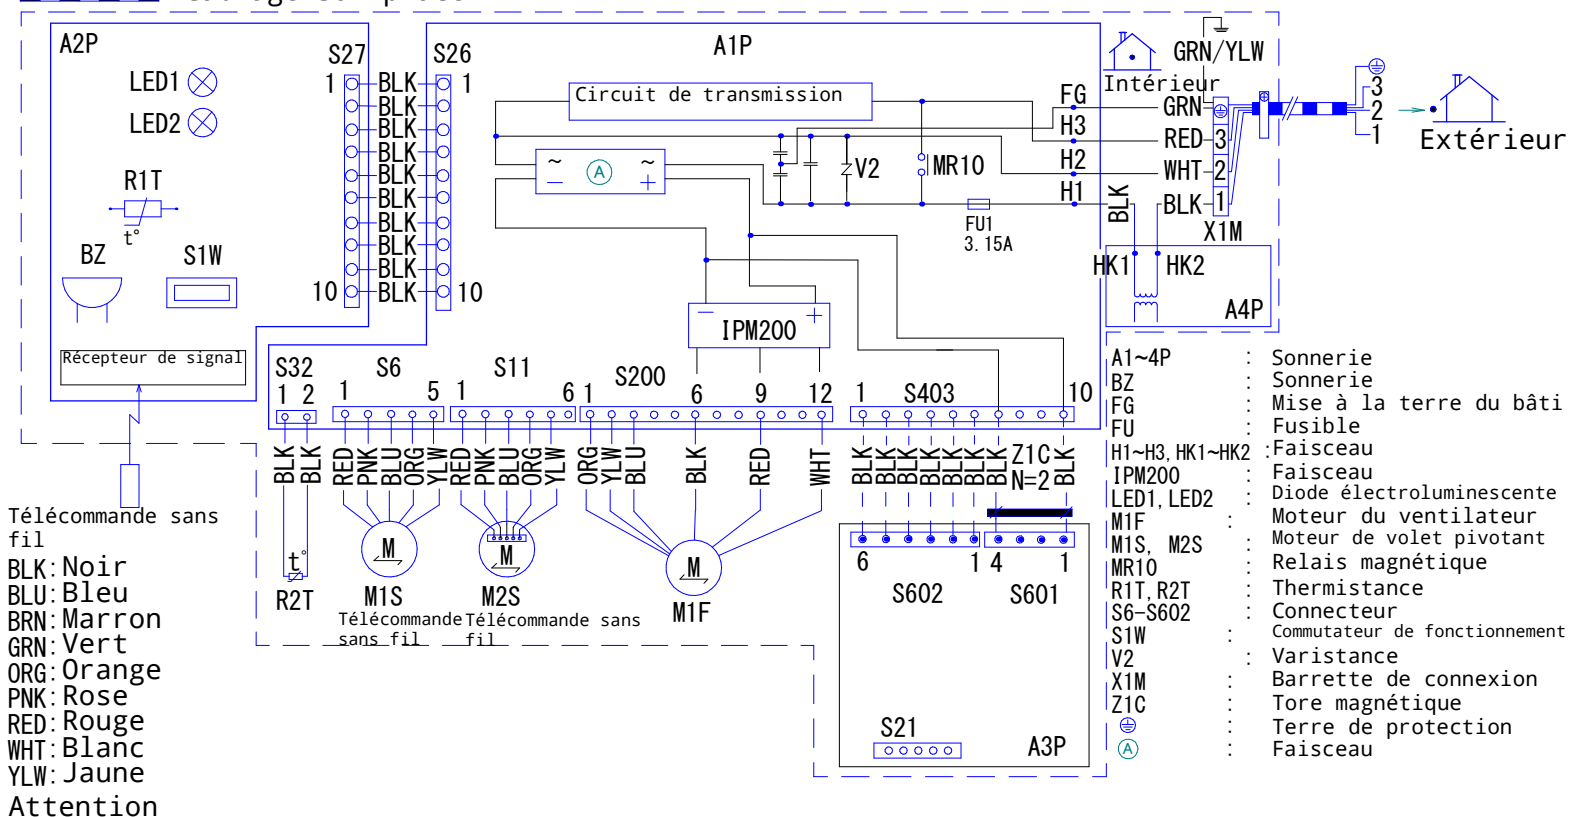 A2P
S27
S26
A1P
GRN/YLW
LED1
LED2
1
BLK
1
BLK
BLK
BLK
BLK
BLK
BLK
BLK
BLK
10
BLK
10
Circuit de transmission
FG
H3
H2
H1
Intérieur
GRN
RED
3
WHT
2
BLK
1
X1M
BLK
3
2
1
Extérieur
R1T
t°
BZ
S1W
~
~
A
−
+
V2
MR10
FU1
3.15A
HK1
HK2
A4P
−
+
IPM200
Récepteur de signal
S32
1 2
S6
1
5
S11
1
6
S200
1
6
9
12
S403
1
10
BLK
BLK
RED
PNK
BLU
ORG
YLW
RED
PNK
BLU
ORG
YLW
ORG
YLW
BLU
BLK
RED
WHT
BLK
BLK
BLK
BLK
BLK
BLK
BLK
Z1C
N=2
BLK
t°
R2T
M
M1S
Télécommande
sans fil
M
M2S
Télécommande sans
fil
M
M1F
6
1
4
1
S602
S601
S21
A3P
Télécommande sans
fil
BLK:Noir
BLU:Bleu
BRN:Marron
GRN:Vert
ORG:Orange
PNK:Rose
RED:Rouge
WHT:Blanc
YLW:Jaune
Attention
A1~4P : Sonnerie
BZ : Sonnerie
FG : Mise à la terre du bâti
FU : Fusible
H1~H3, HK1~HK2 :Faisceau
IPM200 : Faisceau
LED1, LED2 : Diode électroluminescente
M1F : Moteur du ventilateur
M1S, M2S : Moteur de volet pivotant
MR10 : Relais magnétique
R1T, R2T : Thermistance
S6−S602 : Connecteur
S1W : Commutateur de fonctionnement
V2 : Varistance
X1M : Barrette de connexion
Z1C : Tore magnétique
: Terre de protection
A : Faisceau